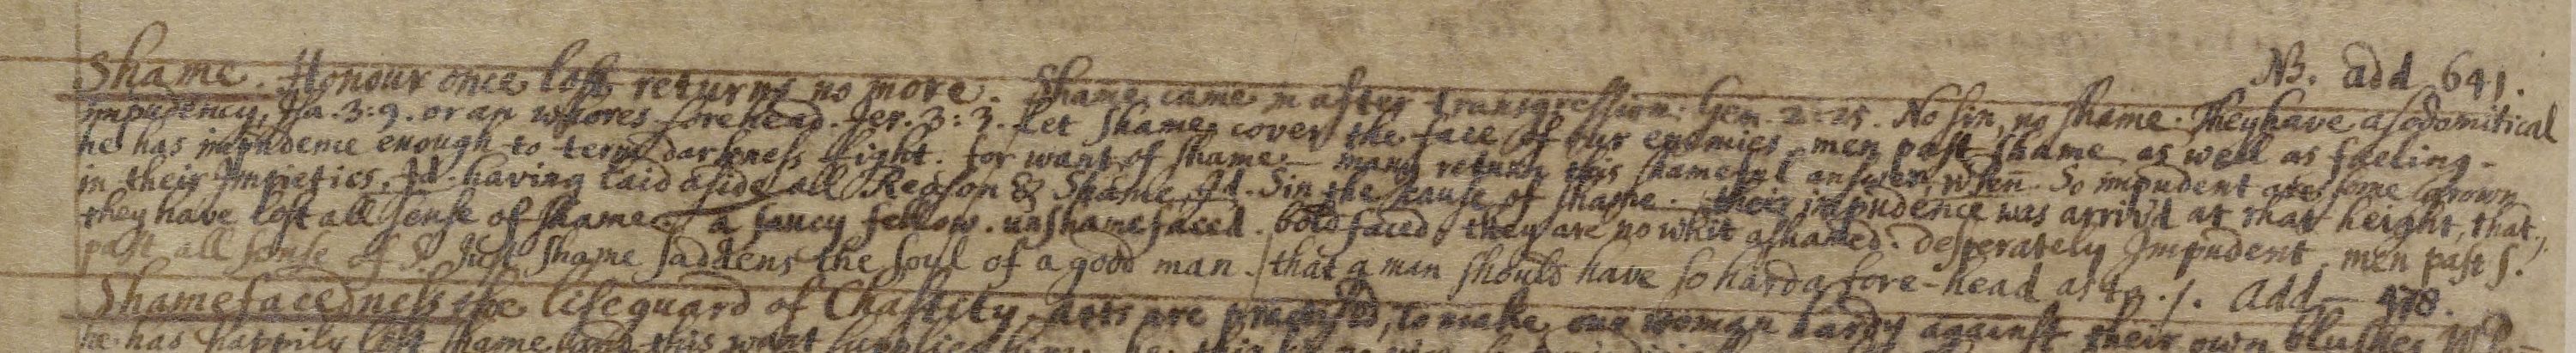 NB. add 641.
Shame. Honour once lost returns no more. Shame came in after transgression. Gen. 2:25. No sin, no shame. They have a sodomitical
impudency, Isa. 3:9. or an whores forehead. Jer. 3:3. Let shame cover the face of our enemies. men past shame as well as feeling.
he has impudence enough to term darkness light. for want of shame - many return this shameful answer, when. So impudent are some grown
in their Impieties. Id. having laid aside all Reason & Shame. Id. Sin the cause of shame. their impudence was arriv'd at that height, that
they have lost all sense of shame. a saucy fellow. unshamefaced. bold faced. they are no whit ashamed. desperately Impudent. men past S.
past all sense of S. Just shame saddens the soul of a good man. / that a man should have so hard a fore-head as to. /. Add - 478.
Shamefacedness the lifeguard of Chastity. arts are practised, to make our woman hardy against their own blushes
he has happily lost shame and this want